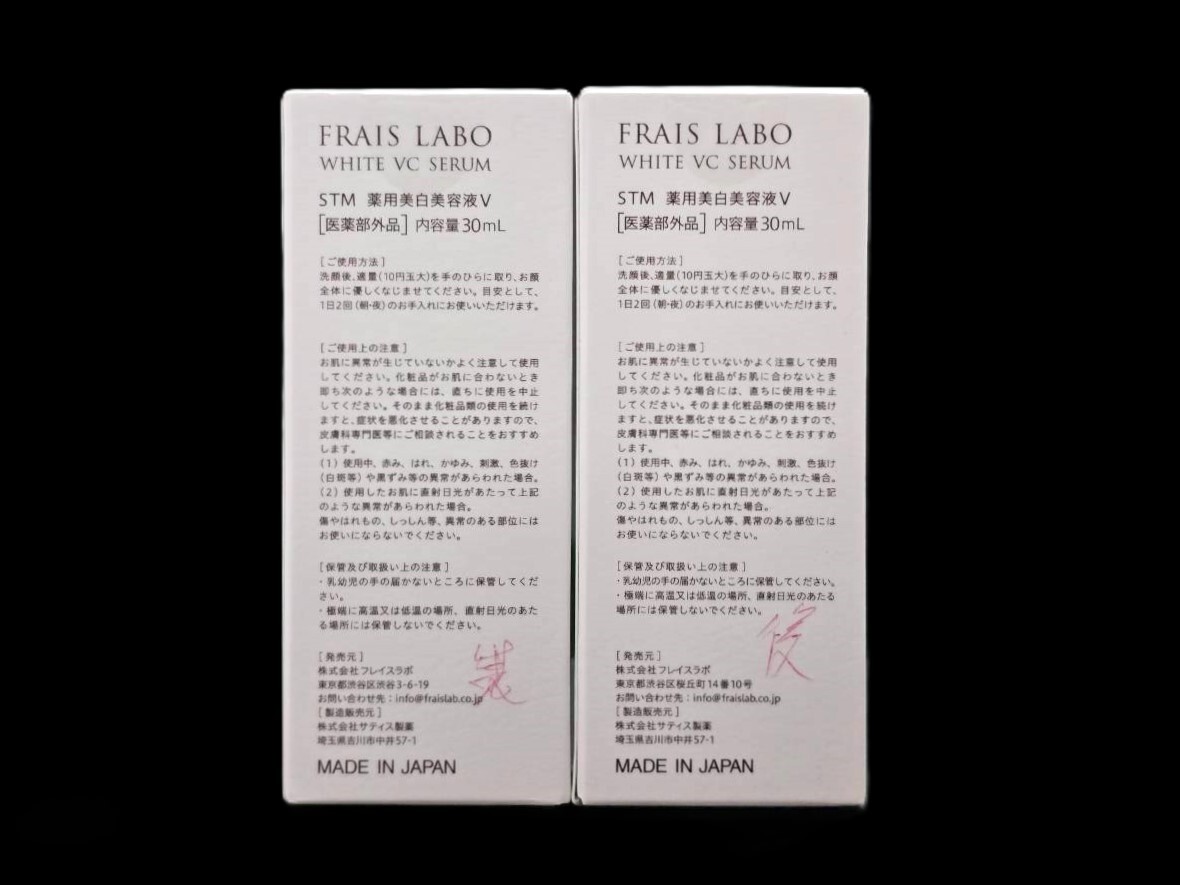 FRAIS LABO
WHITE VC SERUM
STM 薬用美白美容液V
[医薬部外品] 内容量30mL
[ご使用方法]
洗顔後、適量(10円玉大)を手のひらに取り、お顔
全体に優しくなじませてください。目安として、
1日2回(朝・夜)のお手入れにお使いいただけます。
[ご使用上の注意]
お肌に異常が生じていないかよく注意して使用
してください。化粧品がお肌に合わないとき
即ち次のような場合には、直ちに使用を中止
してください。そのまま化粧品類の使用を続け
ますと、症状を悪化させることがありますので、
皮膚科専門医等にご相談されることをおすすめ
します。
(1)使用中、赤み、はれ、かゆみ、刺激、色抜け
(白斑等)や黒ずみ等の異常があらわれた場合。
(2)使用したお肌に直射日光があたって上記
のような異常があらわれた場合。
傷やはれもの、しっしん等、異常のある部位には
お使いにならないでください。
[保管及び取扱い上の注意]
・乳幼児の手の届かないところに保管してくだ
さい。
・極端に高温又は低温の場所、直射日光のあた
る場所には保管しないでください。
[発売元]
株式会社フレイスラボ
東京都渋谷区渋谷3-6-19
お問い合わせ先:info@fraislab.co.jp
[製造販売元]
株式会社サティス製薬
埼玉県吉川市中井57-1
MADE IN JAPAN
FRAIS LABO
WHITE VC SERUM
STM 薬用美白美容液V
[医薬部外品] 内容量30mL
[ご使用方法]
洗顔後、適量(10円玉大)を手のひらに取り、お顔
全体に優しくなじませてください。目安として、
1日2回(朝・夜)のお手入れにお使いいただけます。
[ご使用上の注意]
お肌に異常が生じていないかよく注意して使用
してください。化粧品がお肌に合わないとき
即ち次のような場合には、直ちに使用を中止
してください。そのまま化粧品類の使用を続け
ますと、症状を悪化させることがありますので、
皮膚科専門医等にご相談されることをおすすめ
します。
(1)使用中、赤み、はれ、かゆみ、刺激、色抜け
(白斑等)や黒ずみ等の異常があらわれた場合。
(2)使用したお肌に直射日光があたって上記
のような異常があらわれた場合。
傷やはれもの、しっしん等、異常のある部位には
お使いにならないでください。
[保管及び取扱い上の注意]
・乳幼児の手の届かないところに保管してください。
・極端に高温又は低温の場所、直射日光のあたる
場所には保管しないでください。
[発売元]
株式会社フレイスラボ
東京都渋谷区桜丘町14番10号
お問い合わせ先:info@fraislab.co.jp
[製造販売元]
株式会社サティス製薬
埼玉県吉川市中井57-1
MADE IN JAPAN